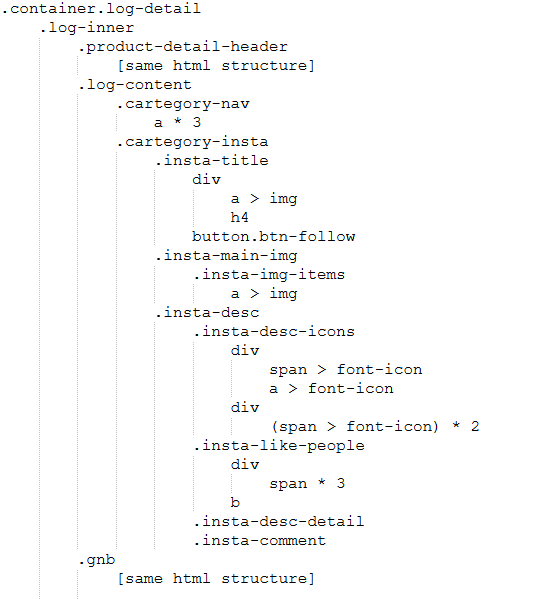 .container.log-detail
    .log-inner
        .product-detail-header
            [same html structure]
        .log-content
            .cartegory-nav
                a * 3
            .cartegory-insta
                .insta-title
                    div
                        a > img
                        h4
                    button.btn-follow
                .insta-main-img
                    .insta-img-items
                        a > img
                .insta-desc
                    .insta-desc-icons
                        div
                            span > font-icon
                            a > font-icon
                        div
                            (span > font-icon) * 2
                    .insta-like-people
                        div
                            span * 3
                        b
                    .insta-desc-detail
                    .insta-comment
        .gnb
            [same html structure]